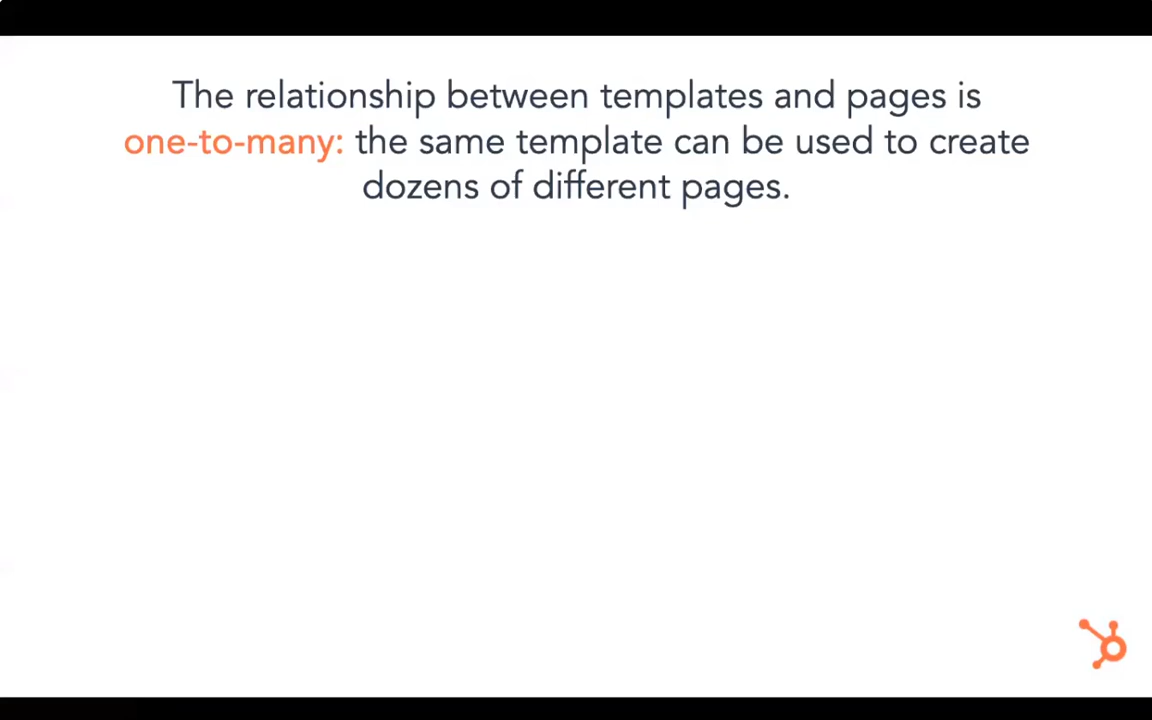 The relationship between templates and pages is
one-to-many: the same template can be used to create
dozens of different pages.